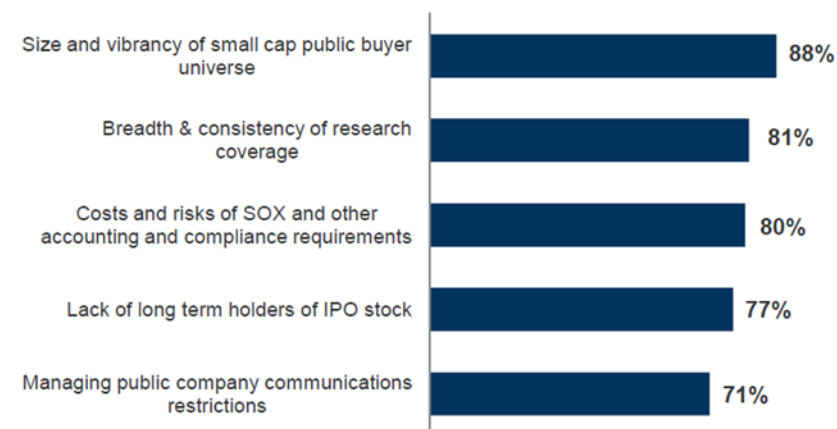 Size and vibrancy of small cap public buyer
universe
88%
Breadth & consistency of research
coverage
81%
Costs and risks of SOX and other
accounting and compliance requirements
80%
Lack of long term holders of IPO stock
77%
Managing public company communications
restrictions
71%